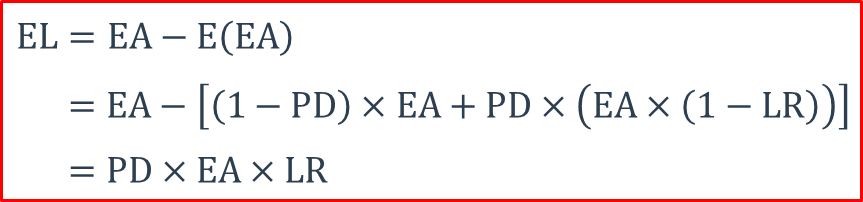 EL = EA − E(EA)
= EA − [(1 − PD) × EA + PD × (EA × (1 − LR))]
= PD × EA × LR